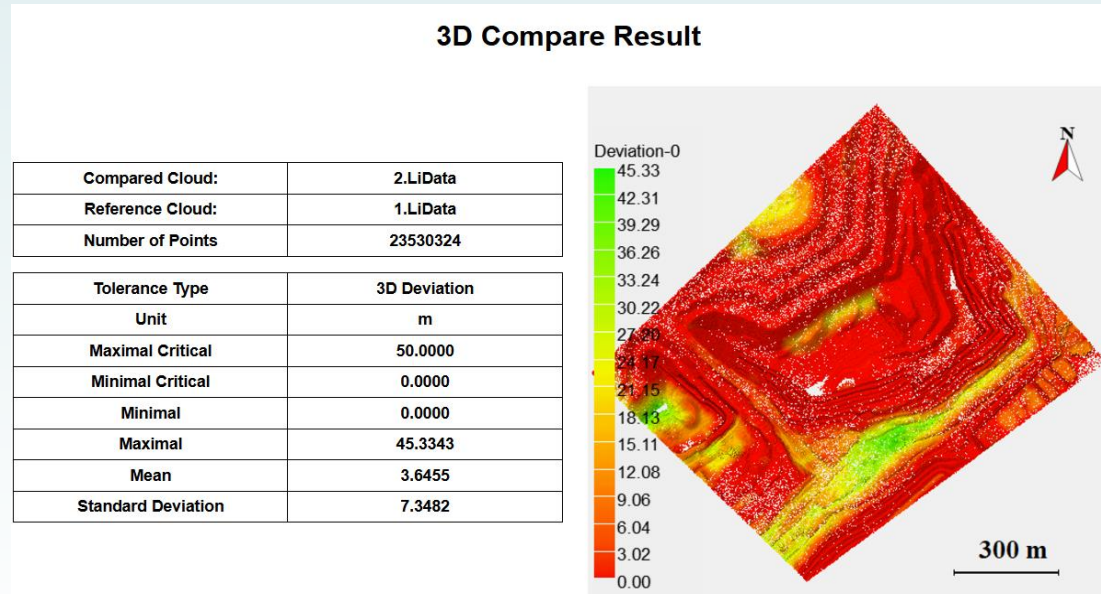 3D Compare Result
Compared Cloud: 2.LiData
Reference Cloud: 1.LiData
Number of Points 23530324
Tolerance Type 3D Deviation
Unit m
Maximal Critical 50.0000
Minimal Critical 0.0000
Minimal 0.0000
Maximal 45.3343
Mean 3.6455
Standard Deviation 7.3482
Deviation-0
45.33
42.31
39.29
36.26
33.24
30.22
27.20
24.17
21.15
18.13
15.11
12.08
9.06
6.04
3.02
0.00
N
300 m